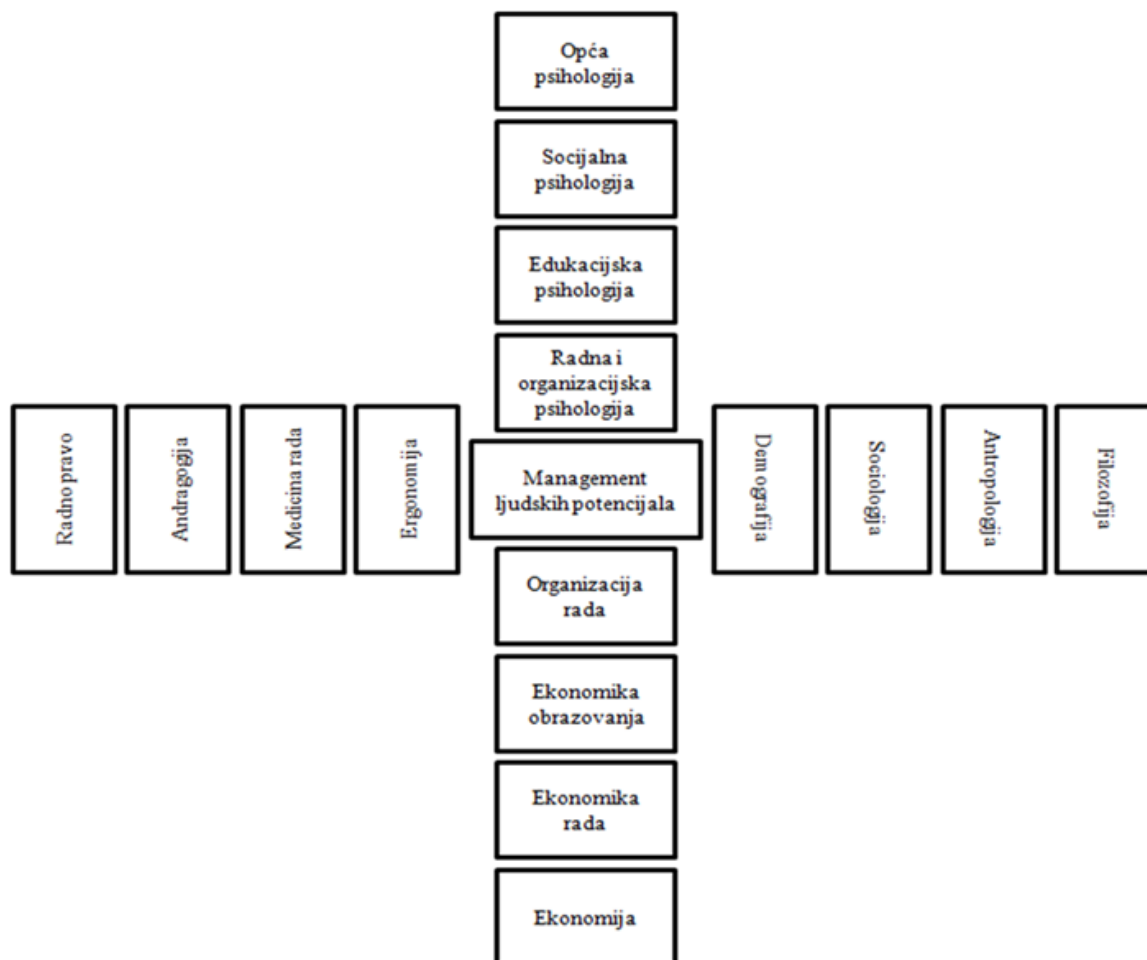 Opća
psihologija
Socijalna
psihologija
Edukacijska
psihologija
Radna i
organizacijska
psihologija
Radno pravo
Andragogija
Medicina rada
Ergonomija
Management
ljudskih potencijala
Demografija
Sociologija
Antropologija
Filozofija
Organizacija
rada
Ekonomika
obrazovanja
Ekonomika
rada
Ekonomija